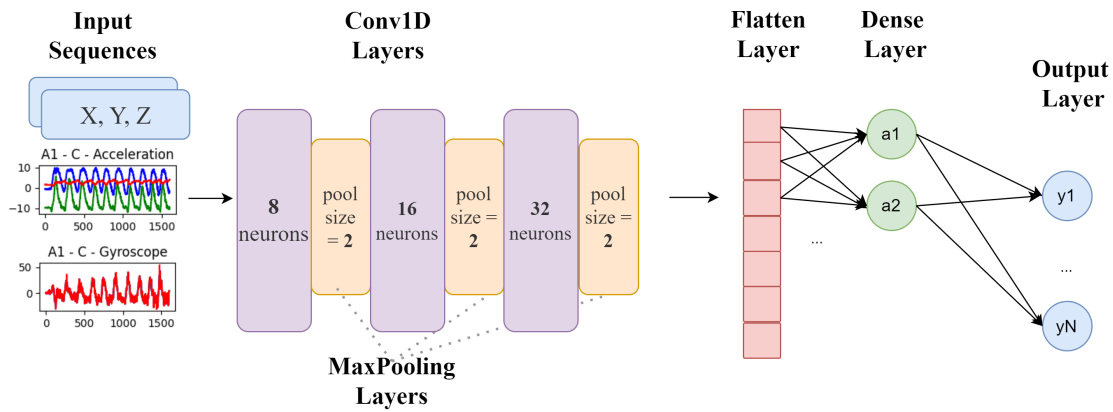 Input
Sequences
X, Y, Z
A1 - C - Acceleration
10
0
−10
0
500
1000
1500
A1 - C - Gyroscope
50
0
0
500
1000
1500
Conv1D
Layers
8
neurons
pool
size
= 2
16
neurons
pool
size =
2
32
neurons
pool
size =
2
MaxPooling
Layers
Flatten
Layer
...
Dense
Layer
a1
a2
Output
Layer
y1
...
yN